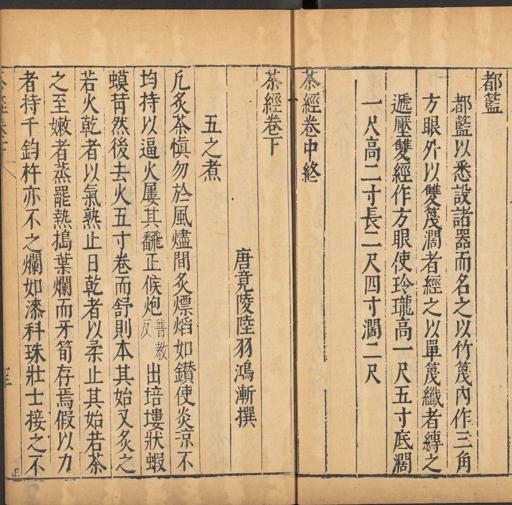 都籃
都籃以悉設諸器而名之以竹篾内作三角
方眼外以雙篾濶者經之以單篾纖者縛之
遞壓雙經作方眼使玲瓏高一尺五寸底濶
一尺高二寸長二尺四寸濶二尺
茶經卷中終
茶經卷下
唐竟陵陸羽鴻漸撰
五之煮
凢炙茶慎勿於風燼間炙熛焰如鑽使炎凉不
均持以逼火屢其飜正候炮普教反出培塿狀蝦
蟆背然後去火五寸卷而舒則本其始又炙之
若火乾者以氣熟止日乾者以柔止其始若茶
之至嫩者蒸罷熱搗葉爛而牙筍存焉假以力
者持千鈞杵亦不之爛如漆科珠壯士接之不